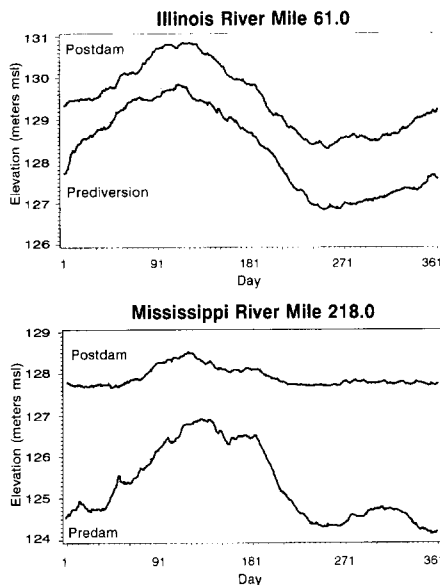 Illinois River Mile 61.0
131
130
129
128
127
126
Elevation (meters msl)
Postdam
Prediversion
1 91 181 271 361
Day
Mississippi River Mile 218.0
129
128
127
126
125
124
Elevation (meters msl)
Postdam
Predam
1 91 181 271 361
Day